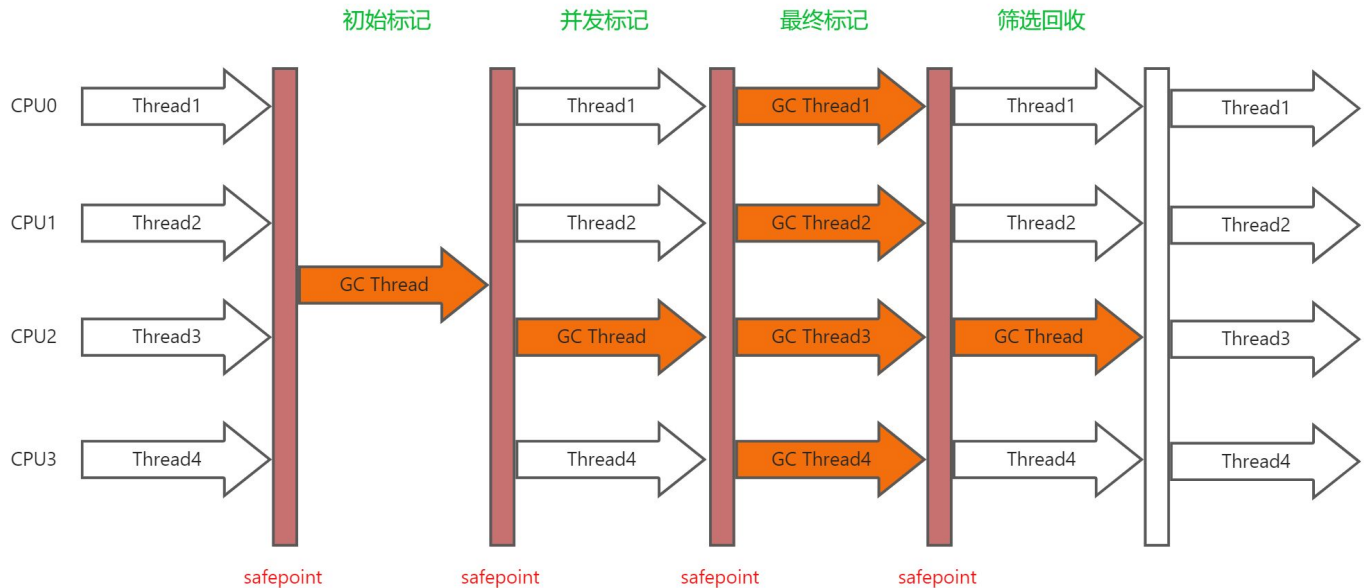 初始标记 并发标记 最终标记 筛选回收
CPU0 Thread1 Thread1 GC Thread1 Thread1 Thread1
CPU1 Thread2 Thread2 GC Thread2 Thread2 Thread2
GC Thread
CPU2 Thread3 GC Thread GC Thread3 GC Thread Thread3
CPU3 Thread4 Thread4 GC Thread4 Thread4 Thread4
safepoint safepoint safepoint safepoint